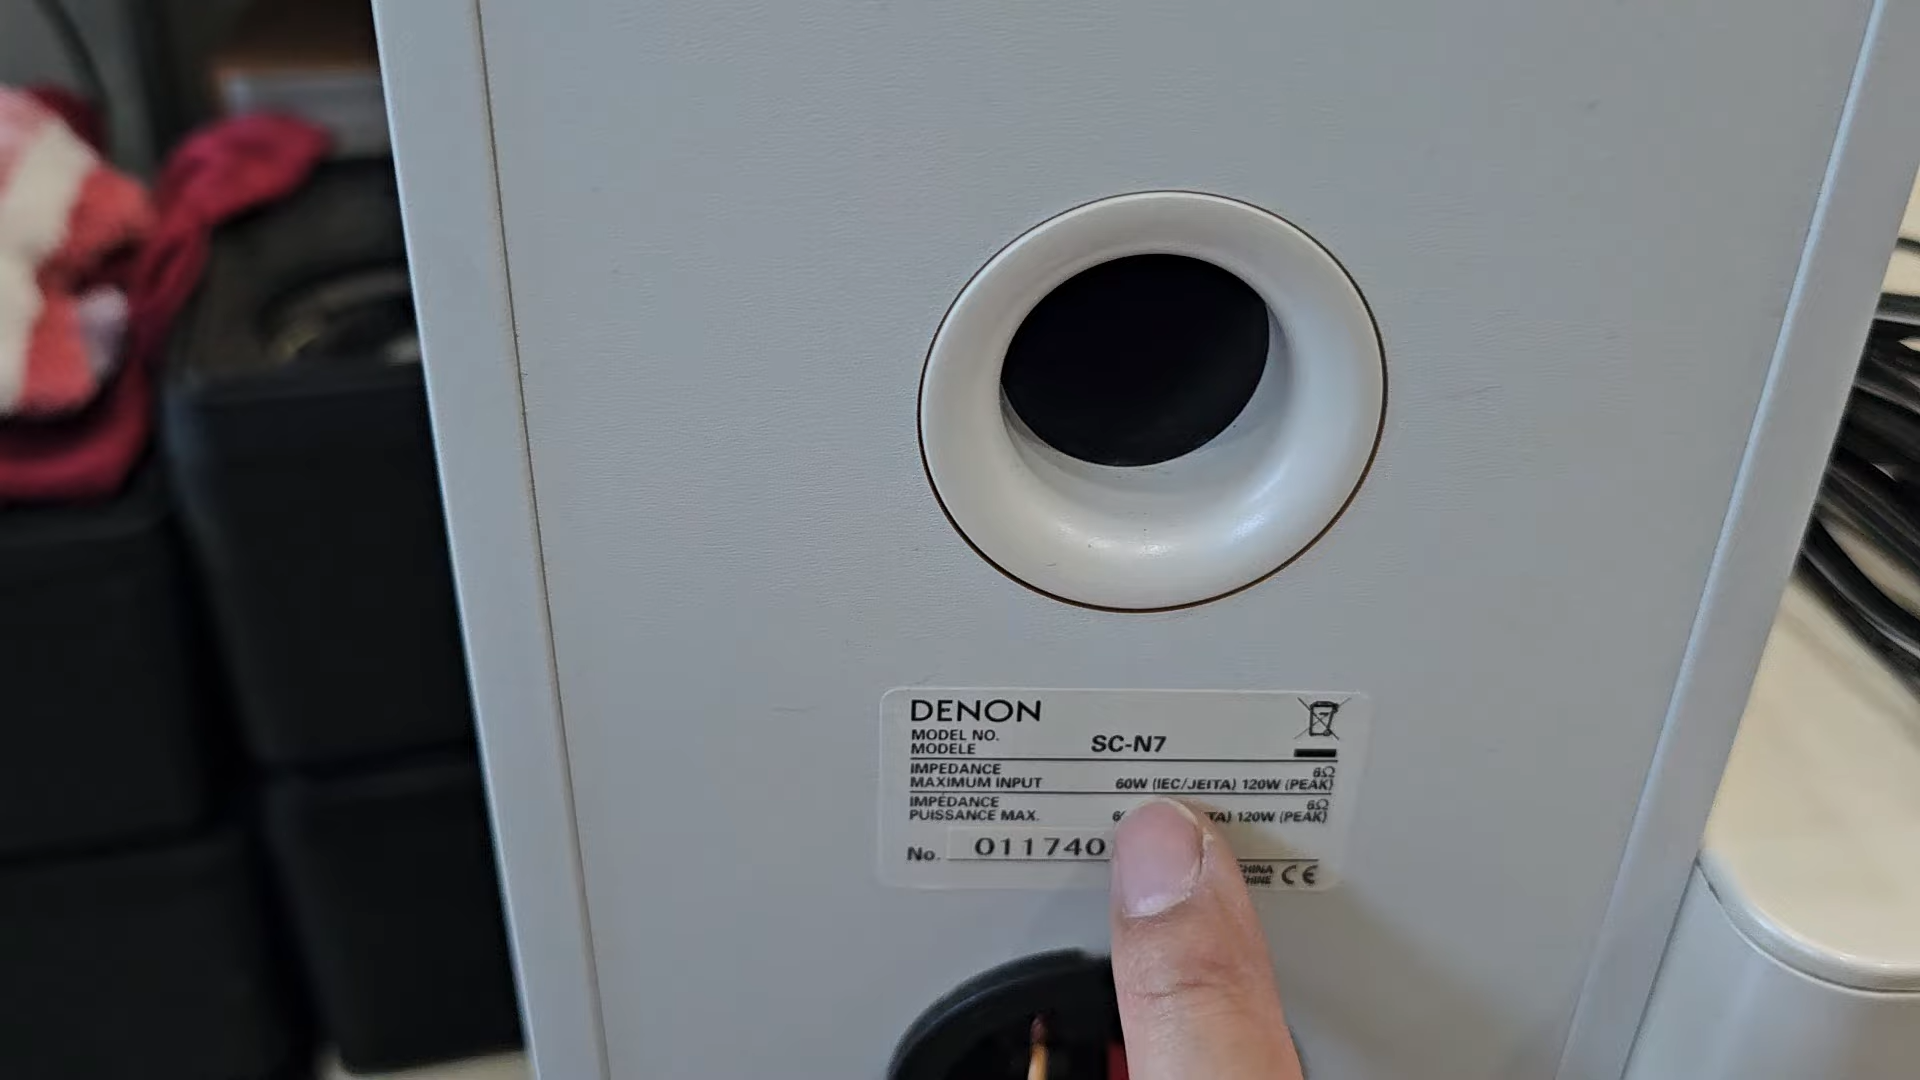 DENON
MODEL NO.
MODELE
SC-N7
IMPEDANCE 6Ω
MAXIMUM INPUT 60W (IEC/JEITA) 120W (PEAK)
IMPÉDANCE 6Ω
PUISSANCE MAX. 120W (PEAK)
No. 011740
CE